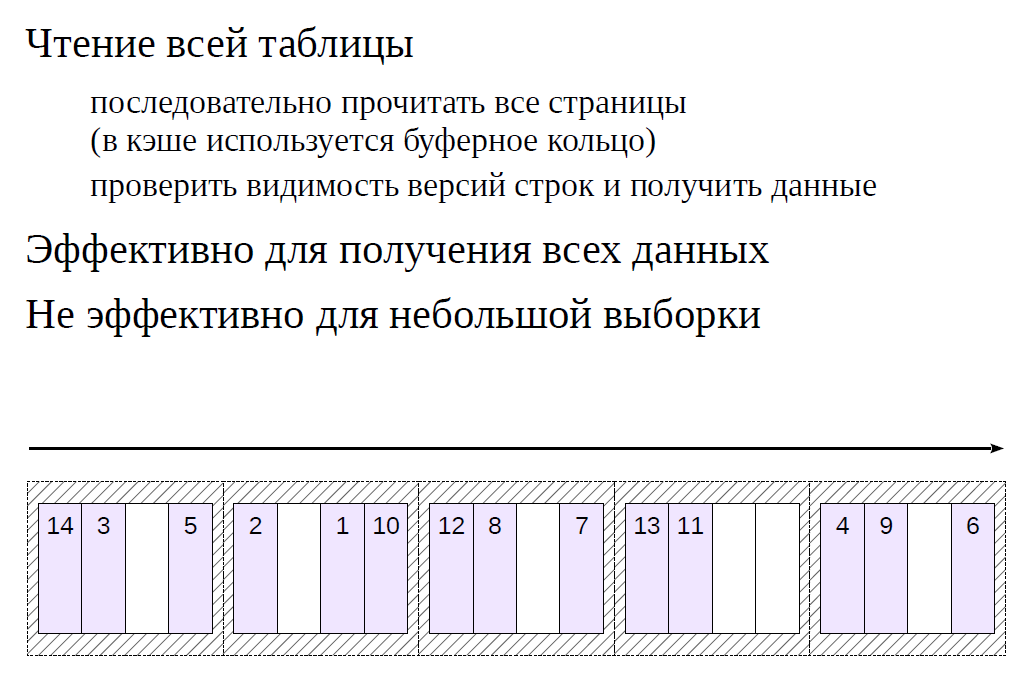 Чтение всей таблицы
последовательно прочитать все страницы
(в кэше используется буферное кольцо)
проверить видимость версий строк и получить данные
Эффективно для получения всех данных
Не эффективно для небольшой выборки
14 3 5 2 1 10 12 8 7 13 11 4 9 6